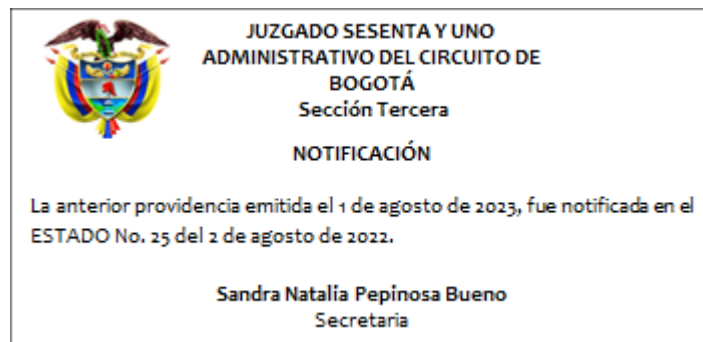 JUZGADO SESENTA Y UNO
ADMINISTRATIVO DEL CIRCUITO DE
BOGOTÁ
Sección Tercera
NOTIFICACIÓN
La anterior providencia emitida el 1 de agosto de 2023, fue notificada en el
ESTADO No. 25 del 2 de agosto de 2022.
Sandra Natalia Pepinosa Bueno
Secretaria